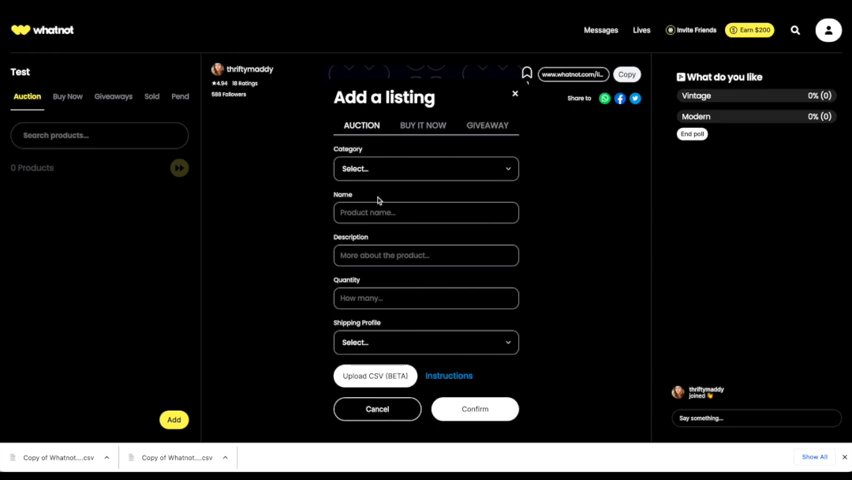 whatnot
Messages
Lives
Invite Friends
Earn $200
Test
Auction
Buy Now
Giveaways
Sold
Pend
Search products...
0 Products
Add
thriftymaddy
★4.94 18 Ratings
588 Followers
www.whatnot.com/li...
Copy
Share to
Add a listing
AUCTION
BUY IT NOW
GIVEAWAY
Category
Select...
Name
Product name...
Description
More about the product...
Quantity
How many...
Shipping Profile
Select...
Upload CSV (BETA)
Instructions
Cancel
Confirm
What do you like
Vintage 0% (0)
Modern 0% (0)
End poll
thriftymaddy
joined 👋
Say something...
Copy of Whatnot....csv
Copy of Whatnot....csv
Show All